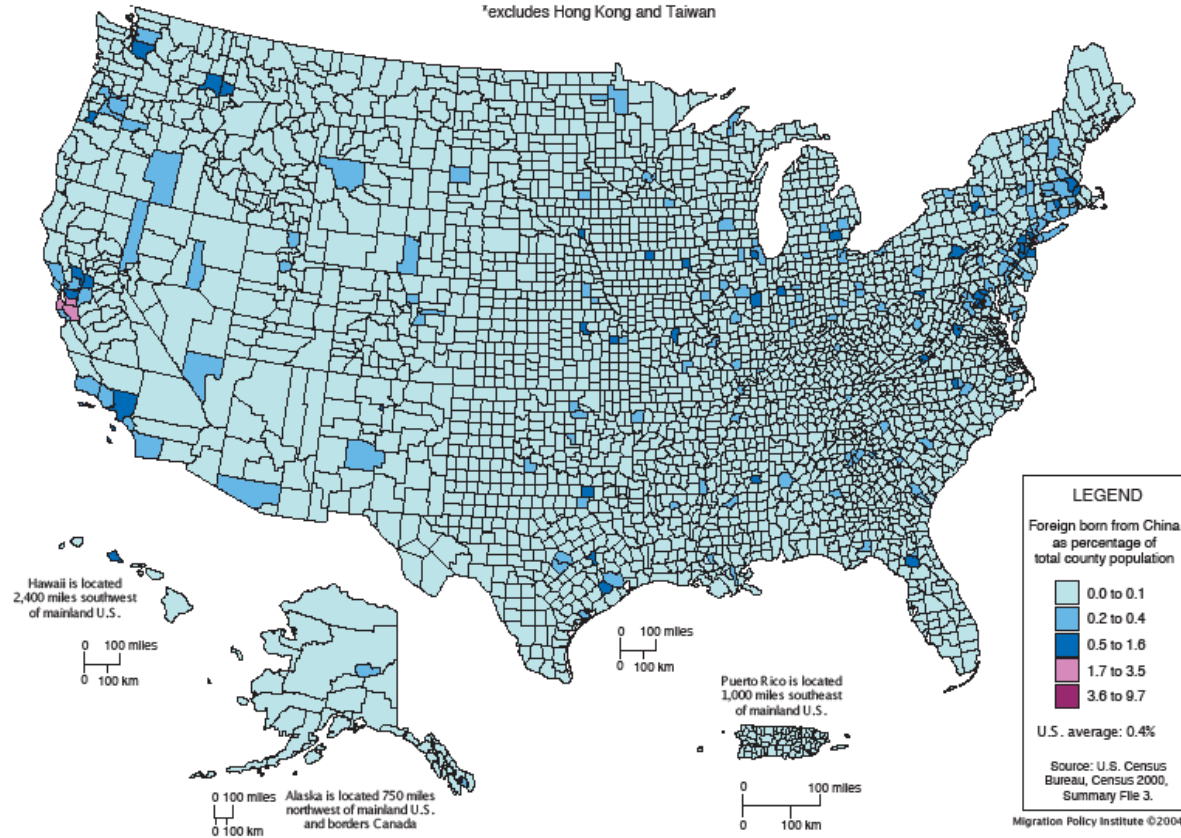 *excludes Hong Kong and Taiwan
Hawaii is located
2,400 miles southwest
of mainland U.S.
0 100 miles
0 100 km
0 100 miles
0 100 km
Alaska is located 750 miles
northwest of mainland U.S.
and borders Canada
0 100 miles
0 100 km
Puerto Rico is located
1,000 miles southeast
of mainland U.S.
0 100 miles
0 100 km
LEGEND
Foreign born from China
as percentage of
total county population
0.0 to 0.1
0.2 to 0.4
0.5 to 1.6
1.7 to 3.5
3.6 to 9.7
U.S. average: 0.4%
Source: U.S. Census
Bureau, Census 2000,
Summary File 3.
Migration Policy Institute ©2004